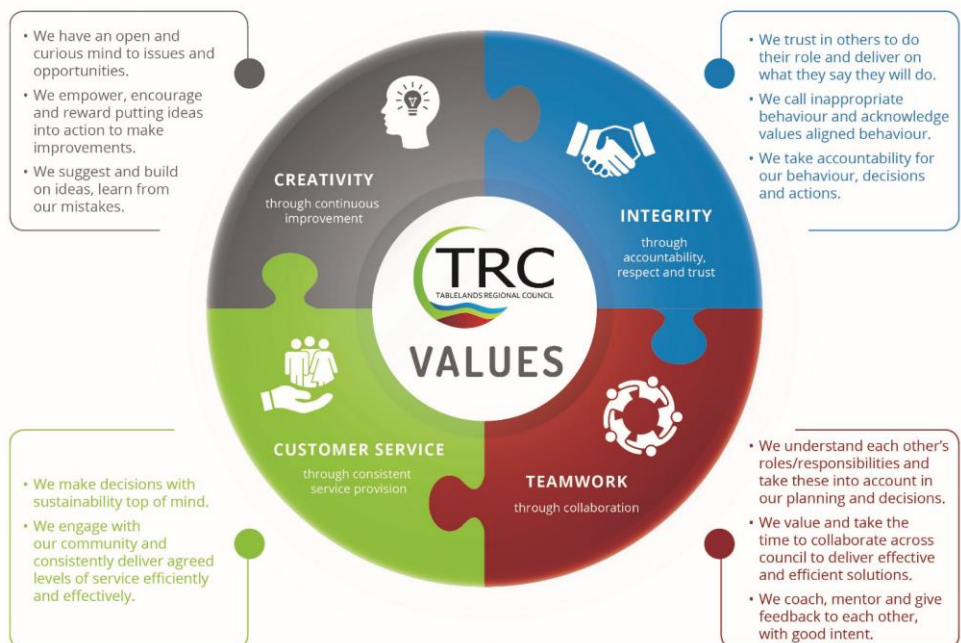 • We have an open and
curious mind to issues and
opportunities.
• We empower, encourage
and reward putting ideas
into action to make
improvements.
• We suggest and build
on ideas, learn from
our mistakes.
CREATIVITY
through continuous
improvement
• We trust in others to do
their role and deliver on
what they say they will do.
• We call inappropriate
behaviour and acknowledge
values aligned behaviour.
• We take accountability for
our behaviour, decisions
and actions.
INTEGRITY
through
accountability,
respect and trust
TRC
TABLELANDS REGIONAL COUNCIL
VALUES
CUSTOMER SERVICE
through consistent
service provision
• We make decisions with
sustainability top of mind.
• We engage with
our community and
consistently deliver agreed
levels of service efficiently
and effectively.
TEAMWORK
through collaboration
• We understand each other's
roles/responsibilities and
take these into account in
our planning and decisions.
• We value and take the
time to collaborate across
council to deliver effective
and efficient solutions.
• We coach, mentor and give
feedback to each other,
with good intent.